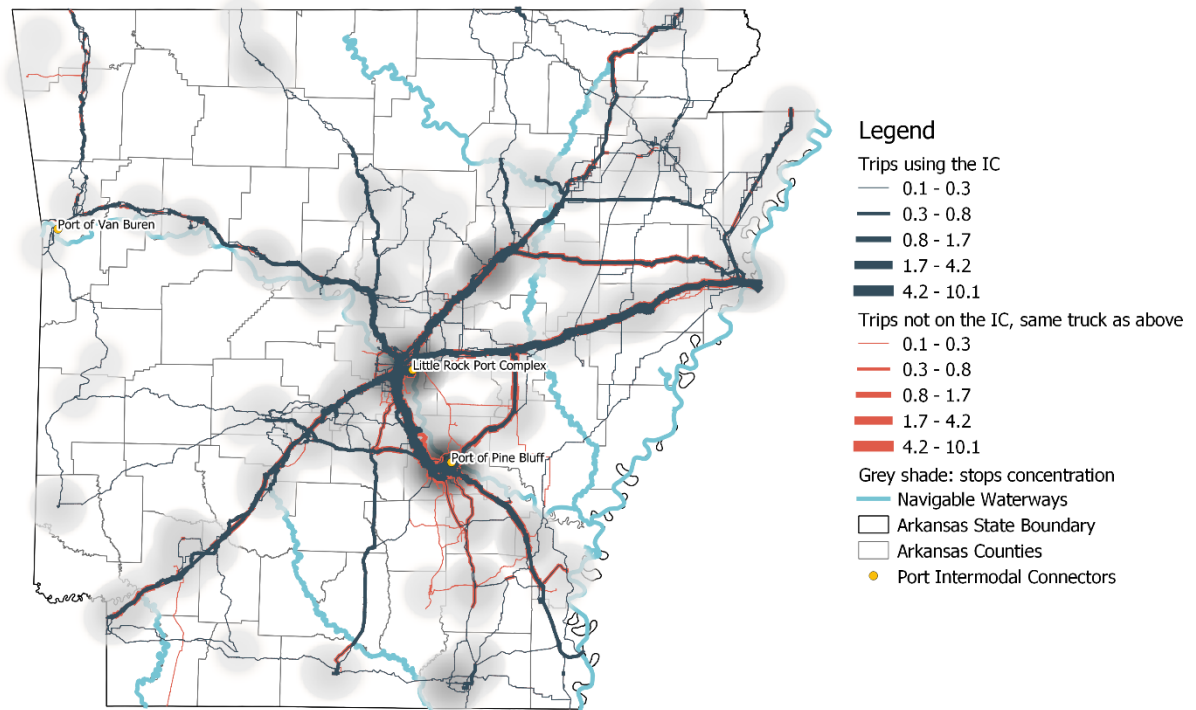 Port of Van Buren
Little Rock Port Complex
Port of Pine Bluff
Legend
Trips using the IC
0.1 - 0.3
0.3 - 0.8
0.8 - 1.7
1.7 - 4.2
4.2 - 10.1
Trips not on the IC, same truck as above
0.1 - 0.3
0.3 - 0.8
0.8 - 1.7
1.7 - 4.2
4.2 - 10.1
Grey shade: stops concentration
Navigable Waterways
Arkansas State Boundary
Arkansas Counties
Port Intermodal Connectors